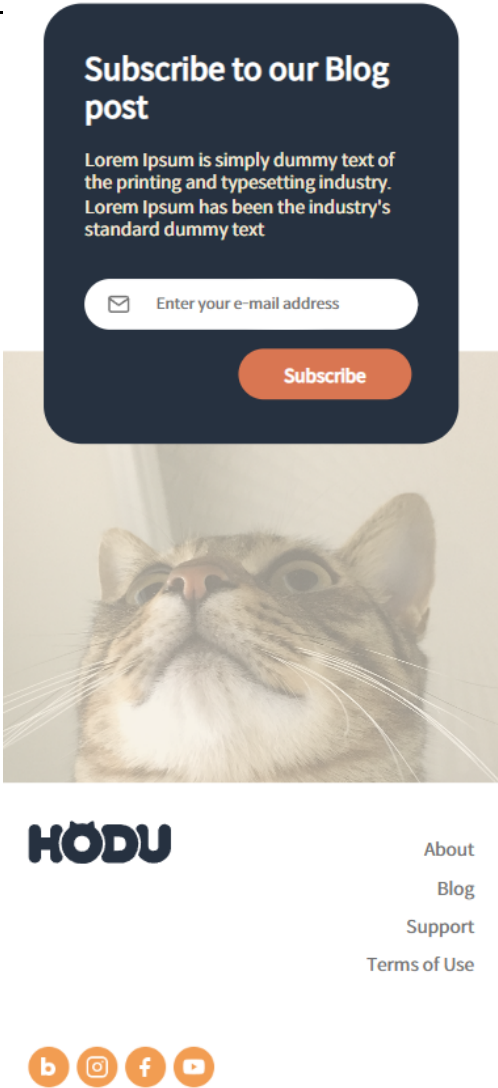 Subscribe to our Blog
post
Lorem Ipsum is simply dummy text of
the printing and typesetting industry.
Lorem Ipsum has been the industry's
standard dummy text
Enter your e-mail address
Subscribe
HODU
About
Blog
Support
Terms of Use
b
f